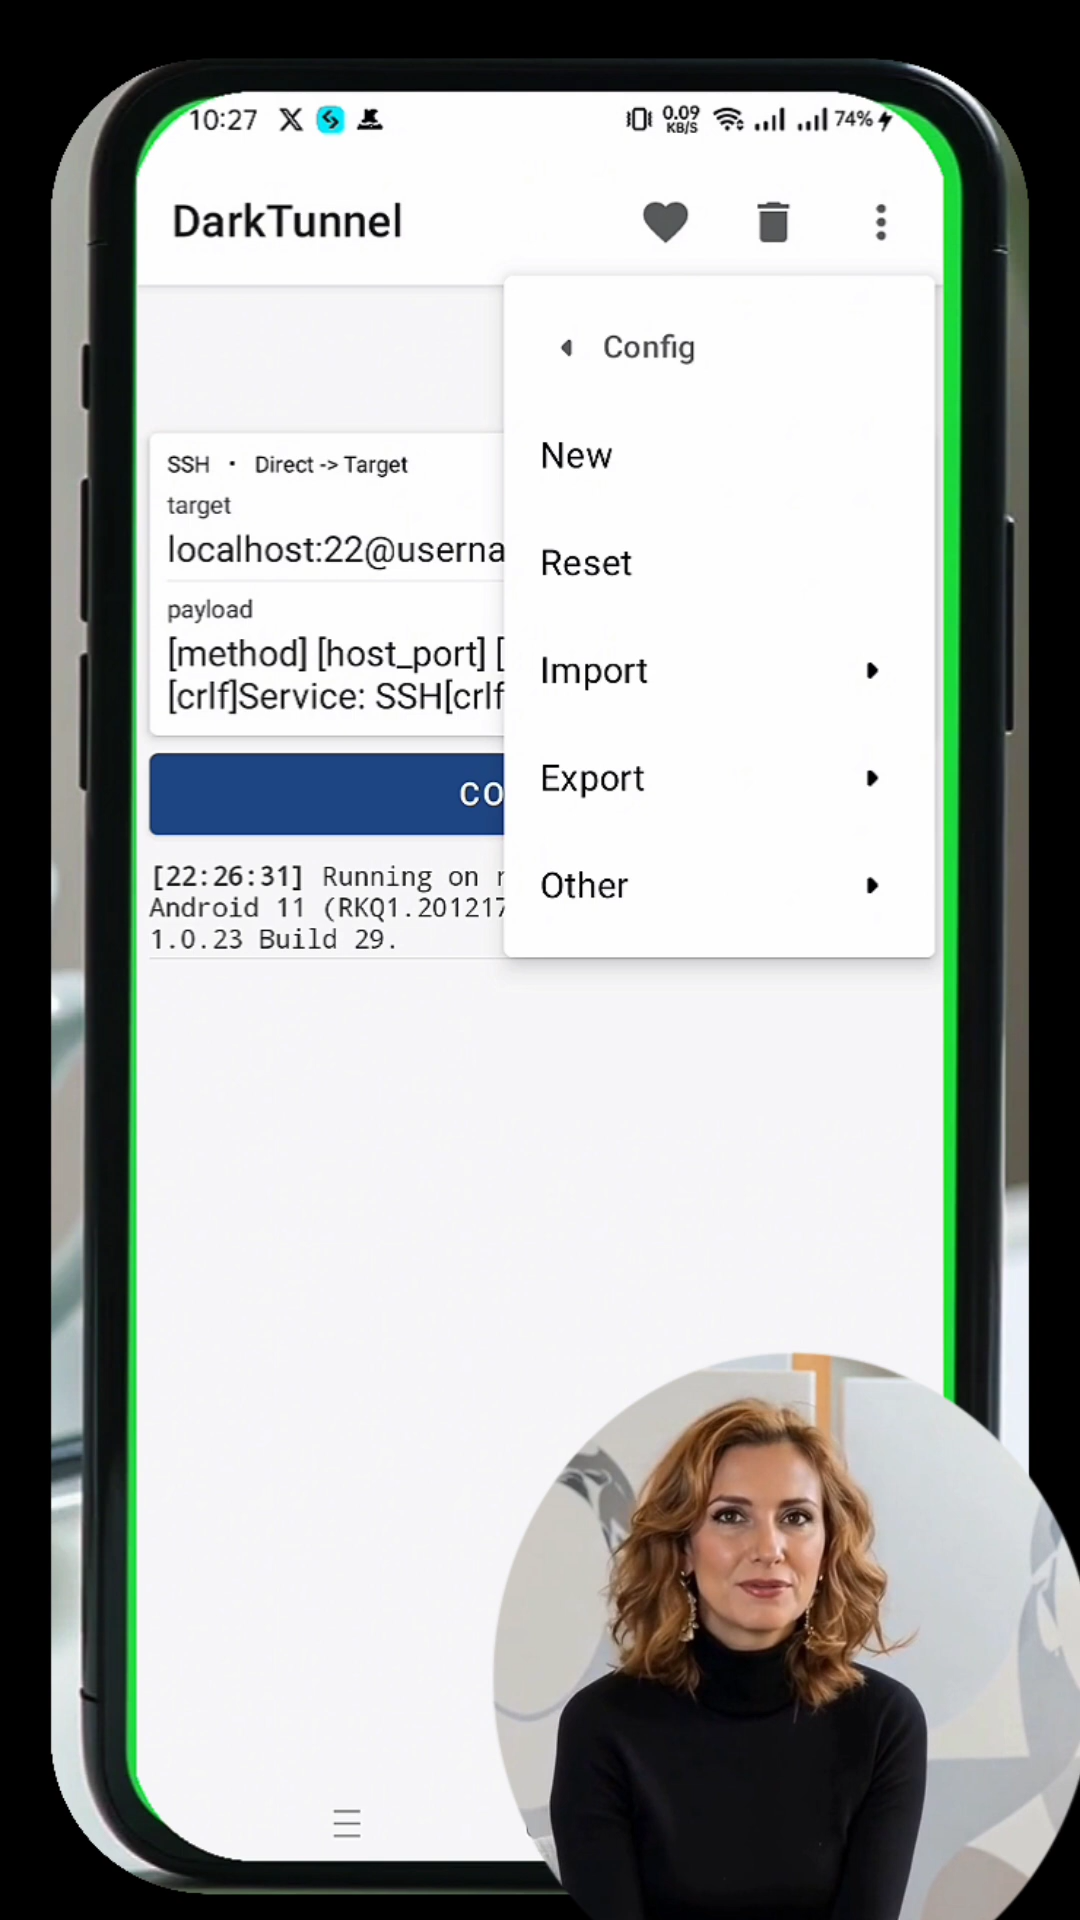 10:27
0.09
KB/S
74%
DarkTunnel
Config
New
Reset
Import
Export
Other
SSH • Direct -> Target
target
localhost:22@userna
payload
[method] [host_port] [
[crlf]Service: SSH[crlf
CO
[22:26:31] Running on
Android 11 (RKQ1.201217
1.0.23 Build 29.